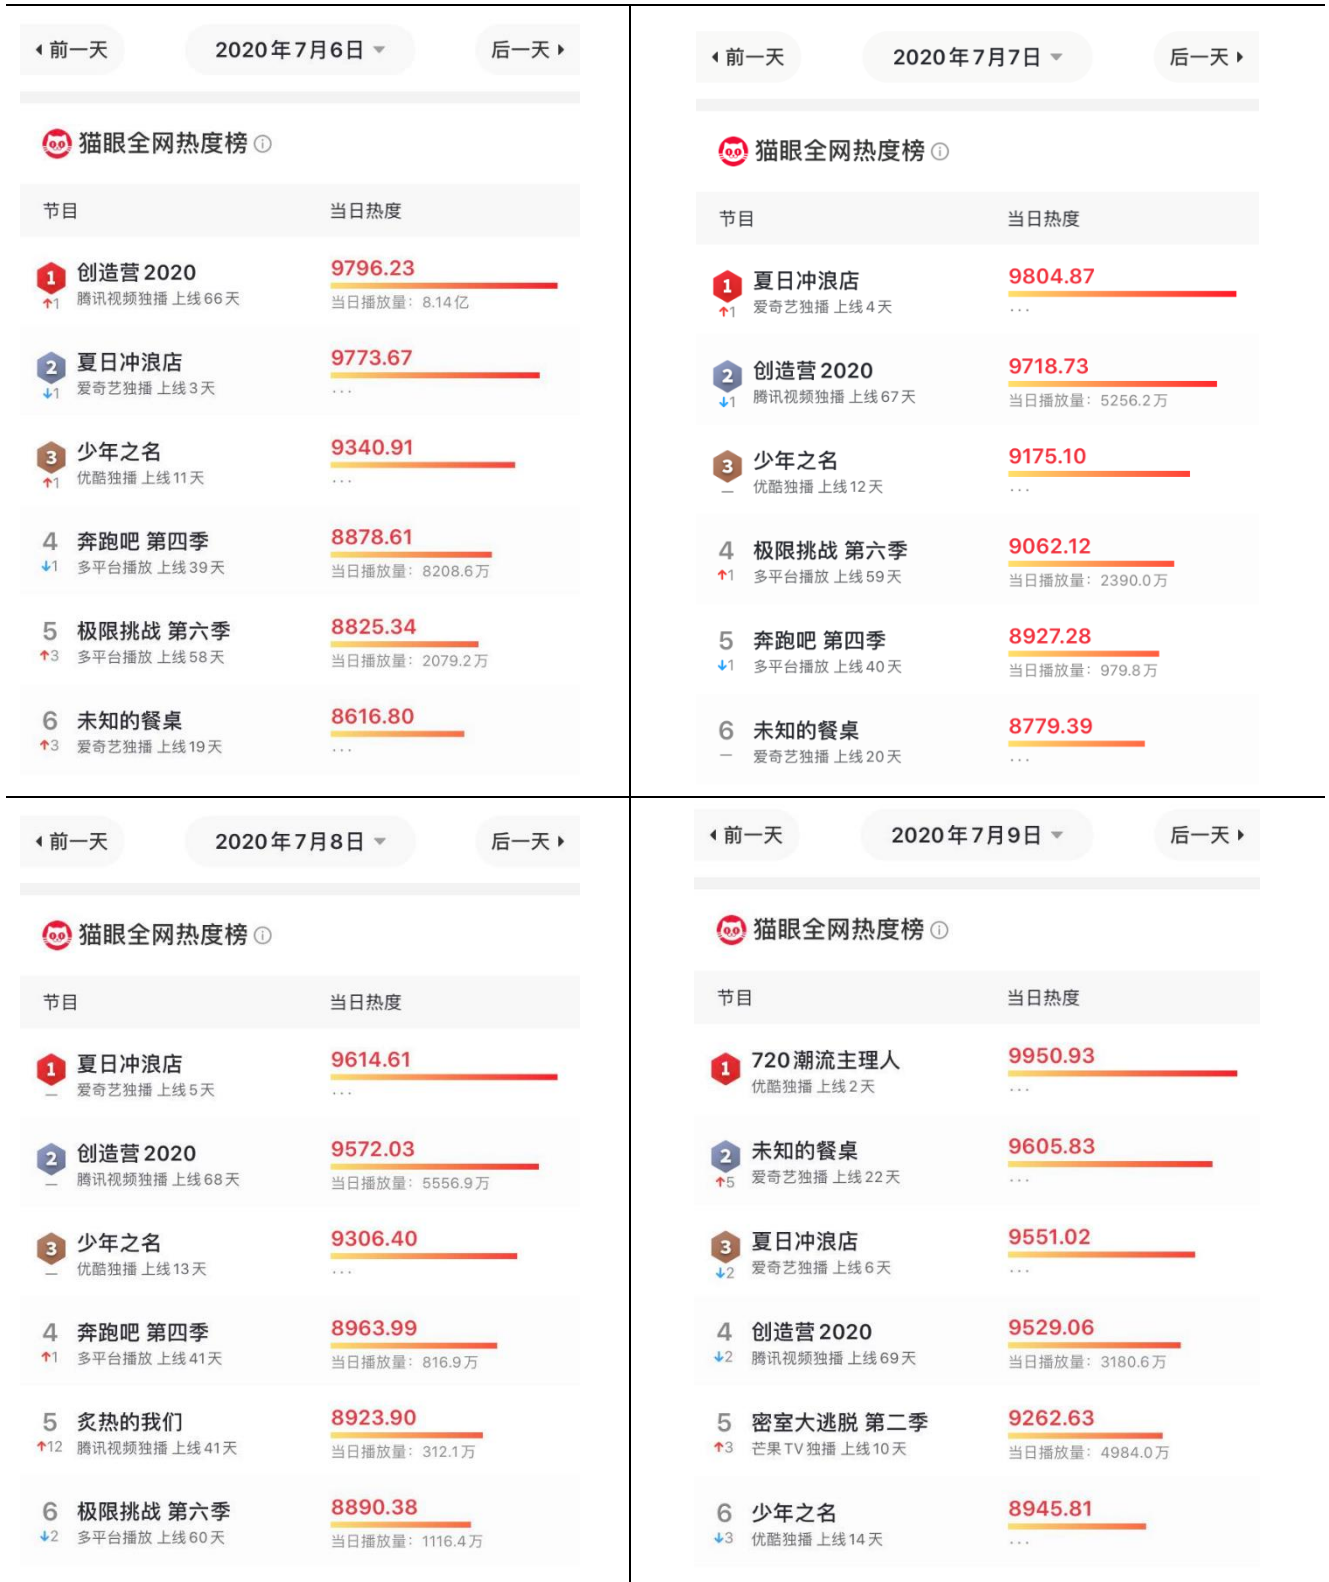 前一天
2020年7月6日
后一天
猫眼全网热度榜
节目 当日热度
1 创造营2020 9796.23
1 腾讯视频独播 上线66天 当日播放量：8.14亿
2 夏日冲浪店 9773.67
1 爱奇艺独播 上线3天 ...
3 少年之名 9340.91
1 优酷独播 上线11天 ...
4 奔跑吧 第四季 8878.61
1 多平台播放 上线39天 当日播放量：8208.6万
5 极限挑战 第六季 8825.34
3 多平台播放 上线58天 当日播放量：2079.2万
6 未知的餐桌 8616.80
3 爱奇艺独播 上线19天 ...
前一天
2020年7月7日
后一天
猫眼全网热度榜
节目 当日热度
1 夏日冲浪店 9804.87
1 爱奇艺独播 上线4天 ...
2 创造营2020 9718.73
1 腾讯视频独播 上线67天 当日播放量：5256.2万
3 少年之名 9175.10
优酷独播 上线12天 ...
4 极限挑战 第六季 9062.12
1 多平台播放 上线59天 当日播放量：2390.0万
5 奔跑吧 第四季 8927.28
1 多平台播放 上线40天 当日播放量：979.8万
6 未知的餐桌 8779.39
爱奇艺独播 上线20天 ...
前一天
2020年7月8日
后一天
猫眼全网热度榜
节目 当日热度
1 夏日冲浪店 9614.61
爱奇艺独播 上线5天 ...
2 创造营2020 9572.03
腾讯视频独播 上线68天 当日播放量：5556.9万
3 少年之名 9306.40
优酷独播 上线13天 ...
4 奔跑吧 第四季 8963.99
1 多平台播放 上线41天 当日播放量：816.9万
5 炙热的我们 8923.90
12 腾讯视频独播 上线41天 当日播放量：312.1万
6 极限挑战 第六季 8890.38
2 多平台播放 上线60天 当日播放量：1116.4万
前一天
2020年7月9日
后一天
猫眼全网热度榜
节目 当日热度
1 720潮流主理人 9950.93
优酷独播 上线2天 ...
2 未知的餐桌 9605.83
5 爱奇艺独播 上线22天 ...
3 夏日冲浪店 9551.02
2 爱奇艺独播 上线6天 ...
4 创造营2020 9529.06
2 腾讯视频独播 上线69天 当日播放量：3180.6万
5 密室大逃脱 第二季 9262.63
3 芒果TV独播 上线10天 当日播放量：4984.0万
6 少年之名 8945.81
3 优酷独播 上线14天 ...